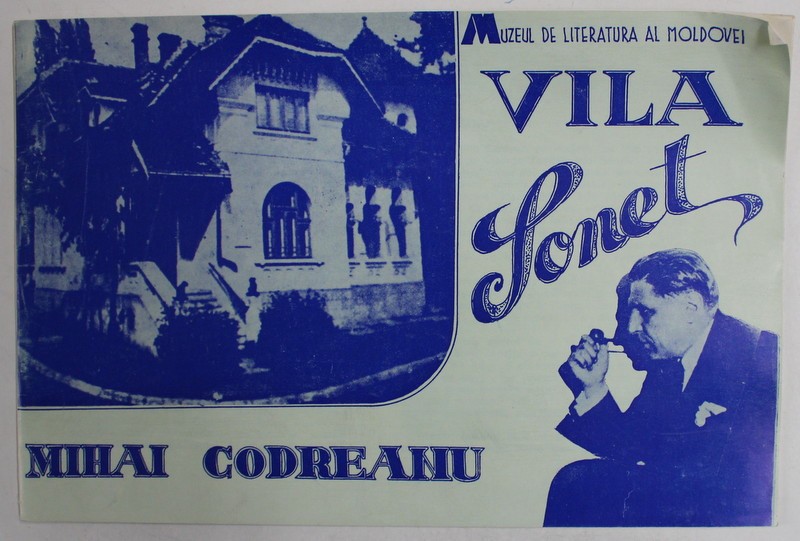 MUZEUL DE LITERATURA AL MOLDOVEI
VILA
Sonet
MIHAI CODREANU